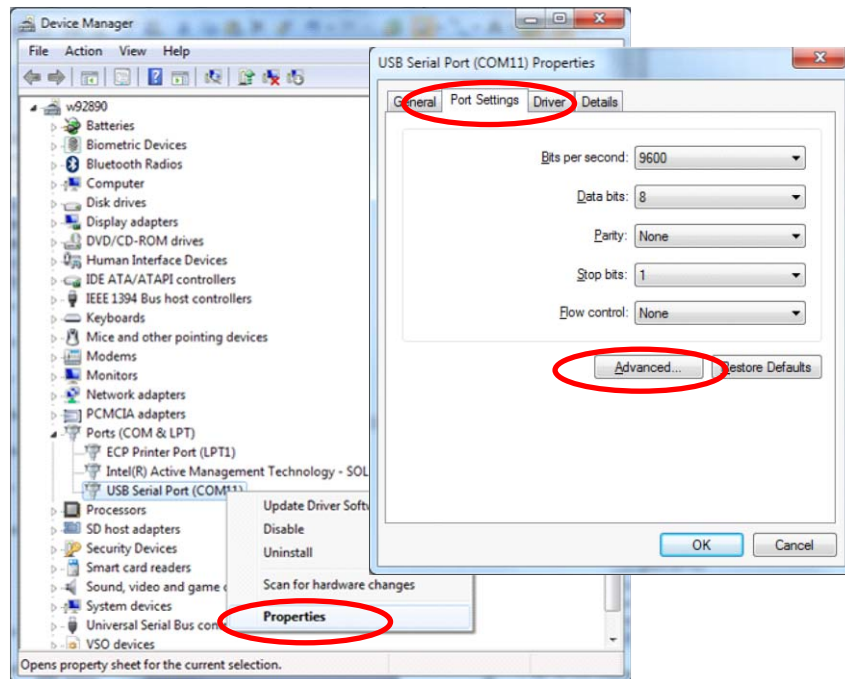 Device Manager
File Action View Help
w92890
Batteries
Biometric Devices
Bluetooth Radios
Computer
Disk drives
Display adapters
DVD/CD-ROM drives
Human Interface Devices
IDE ATA/ATAPI controllers
IEEE 1394 Bus host controllers
Keyboards
Mice and other pointing devices
Modems
Monitors
Network adapters
PCMCIA adapters
Ports (COM & LPT)
ECP Printer Port (LPT1)
Intel(R) Active Management Technology - SOL
USB Serial Port (COM11)
Processors
SD host adapters
Security Devices
Smart card readers
Sound, video and game
System devices
Universal Serial Bus
VSO devices
Opens property sheet for the current selection.
Update Driver
Disable
Uninstall
Scan for hardware changes
Properties
USB Serial Port (COM11) Properties
General Port Settings Driver Details
Bits per second: 9600
Data bits: 8
Parity: None
Stop bits: 1
Flow control: None
Advanced... Restore Defaults
OK Cancel